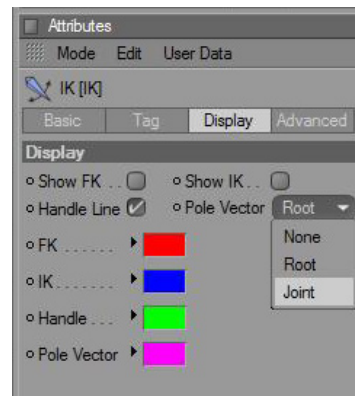 Attributes
Mode Edit User Data
IK [IK]
Basic Tag Display Advanced
Display
Show FK . . Show IK . .
Handle Line Pole Vector Root
None
FK . . . . . .
Root
IK . . . . . . .
Joint
Handle . . .
Pole Vector